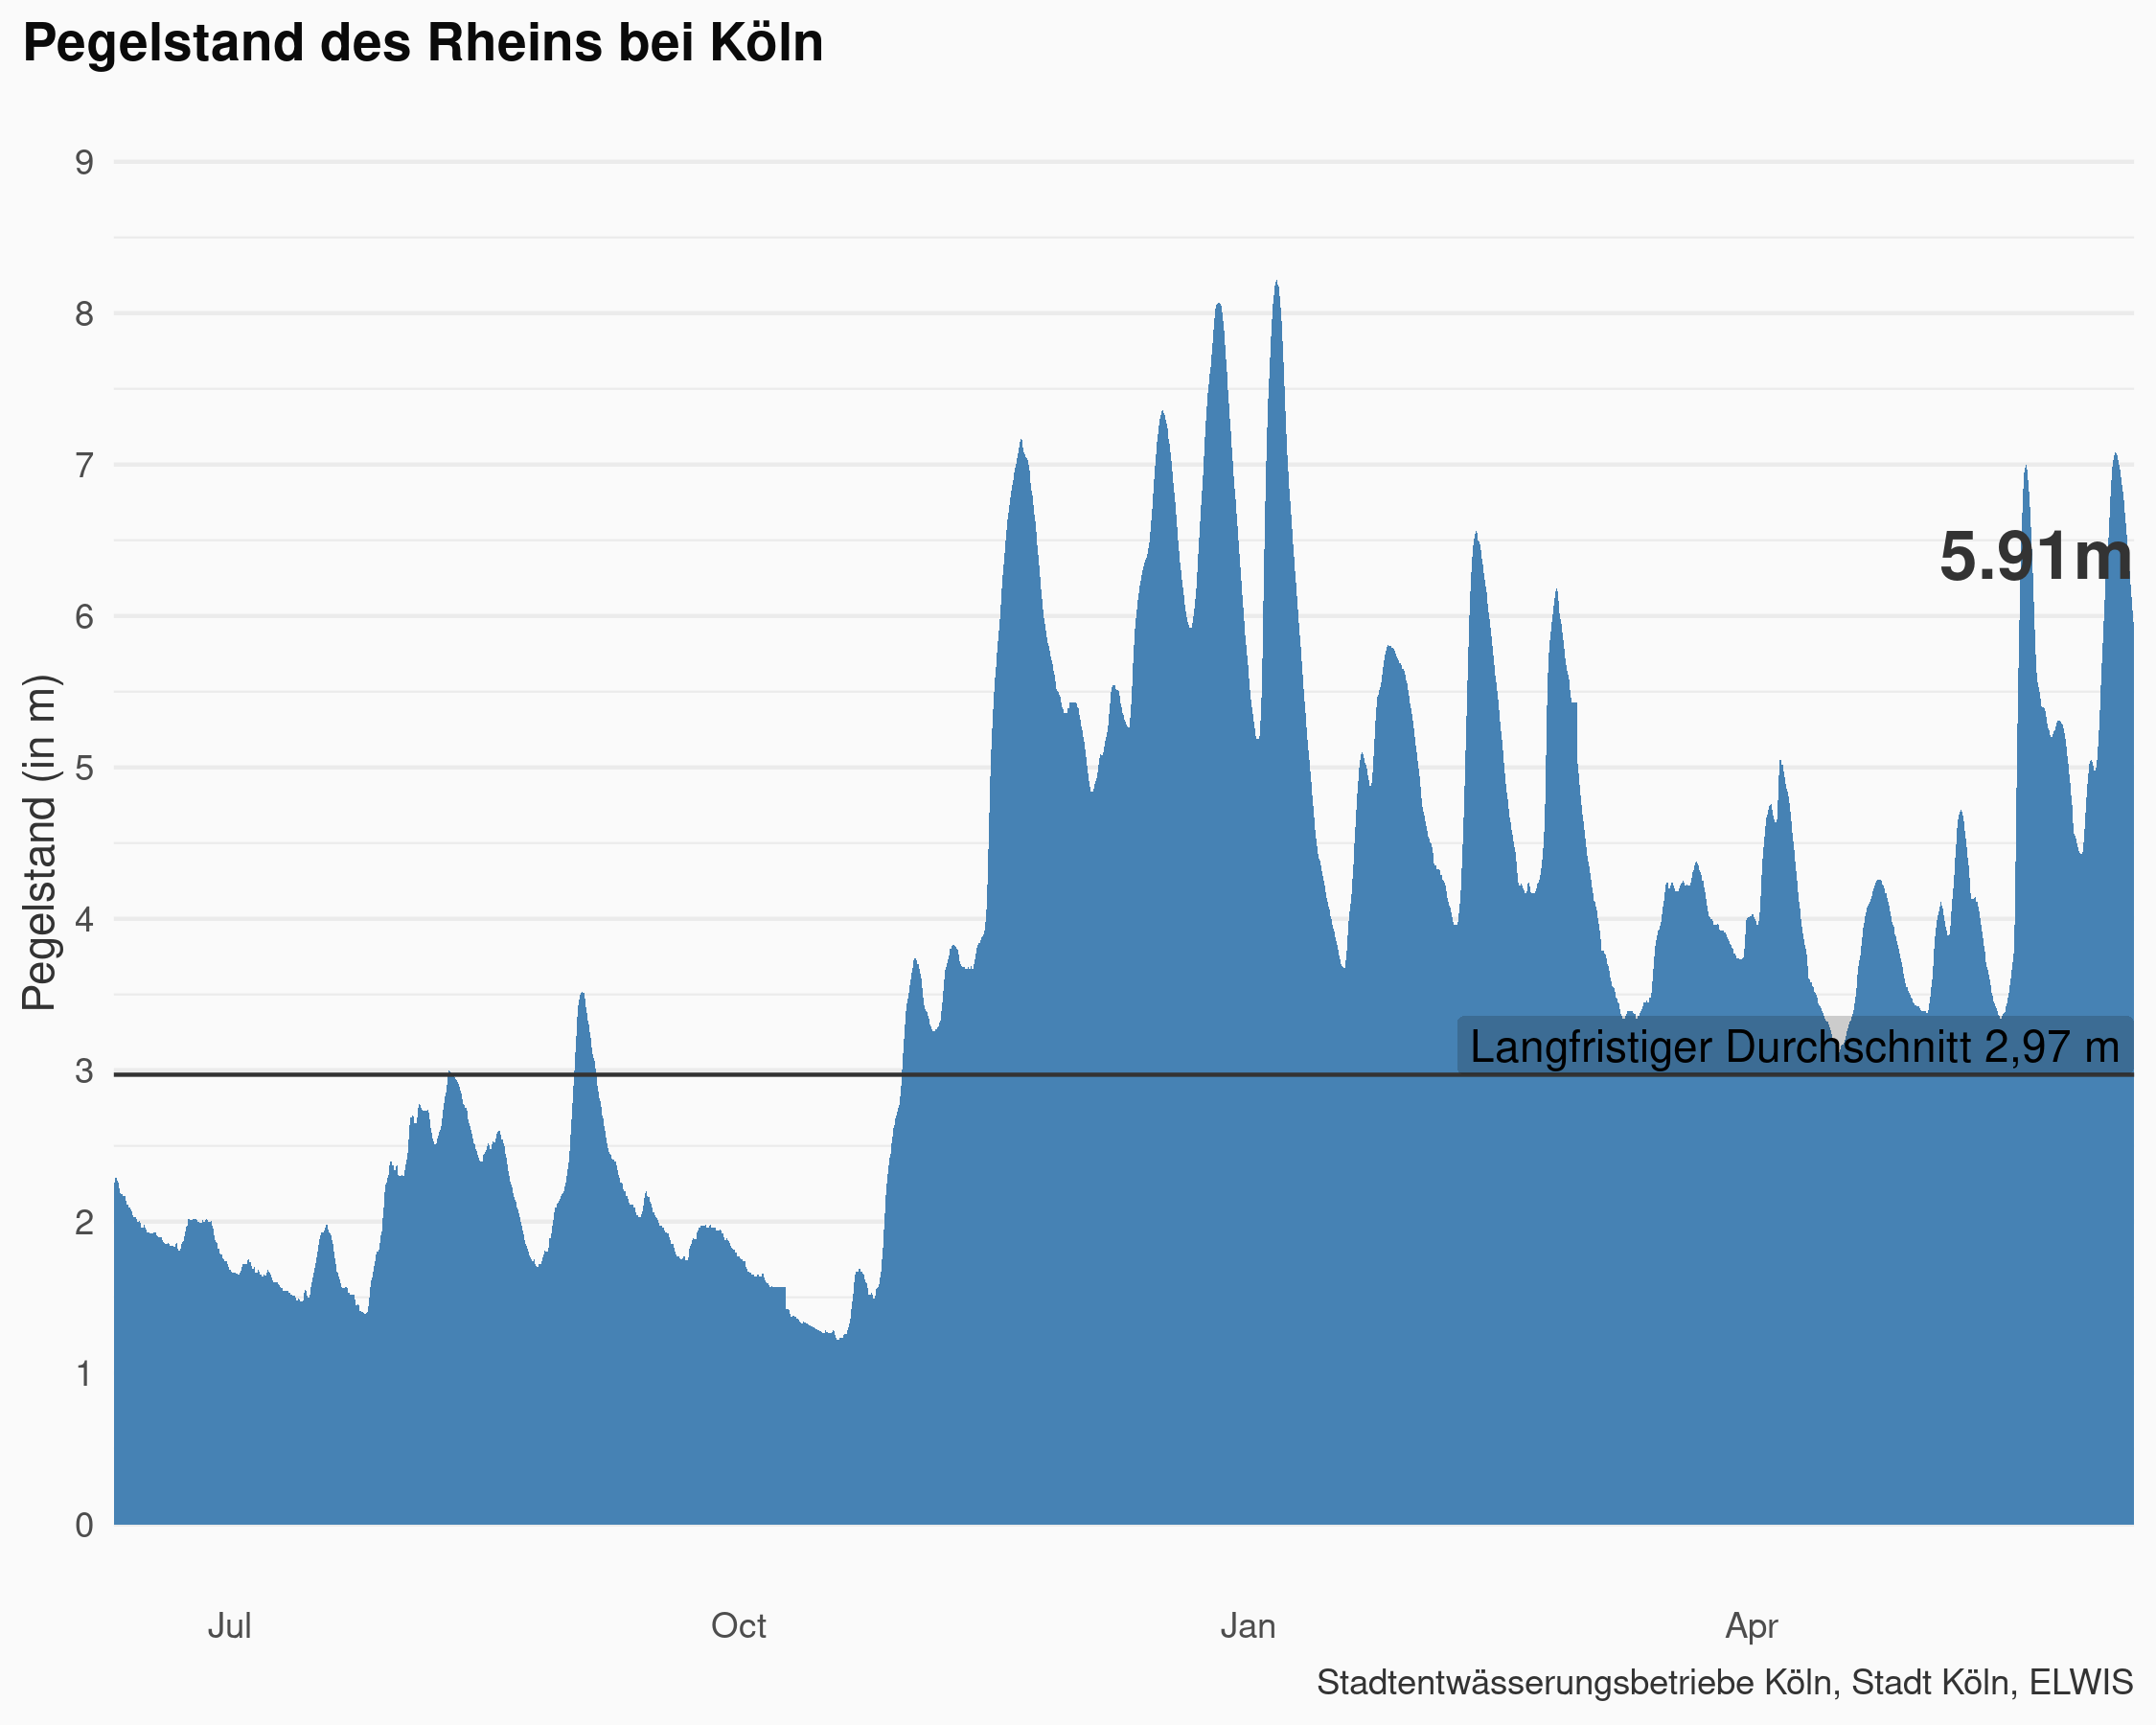 Pegelstand des Rheins bei Köln
9
8
7
5.91m
6
5
4
Langfristiger Durchschnitt 2,97 m
3
2
1
0
Pegelstand (in m)
Jul Oct Jan Apr
Stadtentwässerungsbetriebe Köln, Stadt Köln, ELWIS